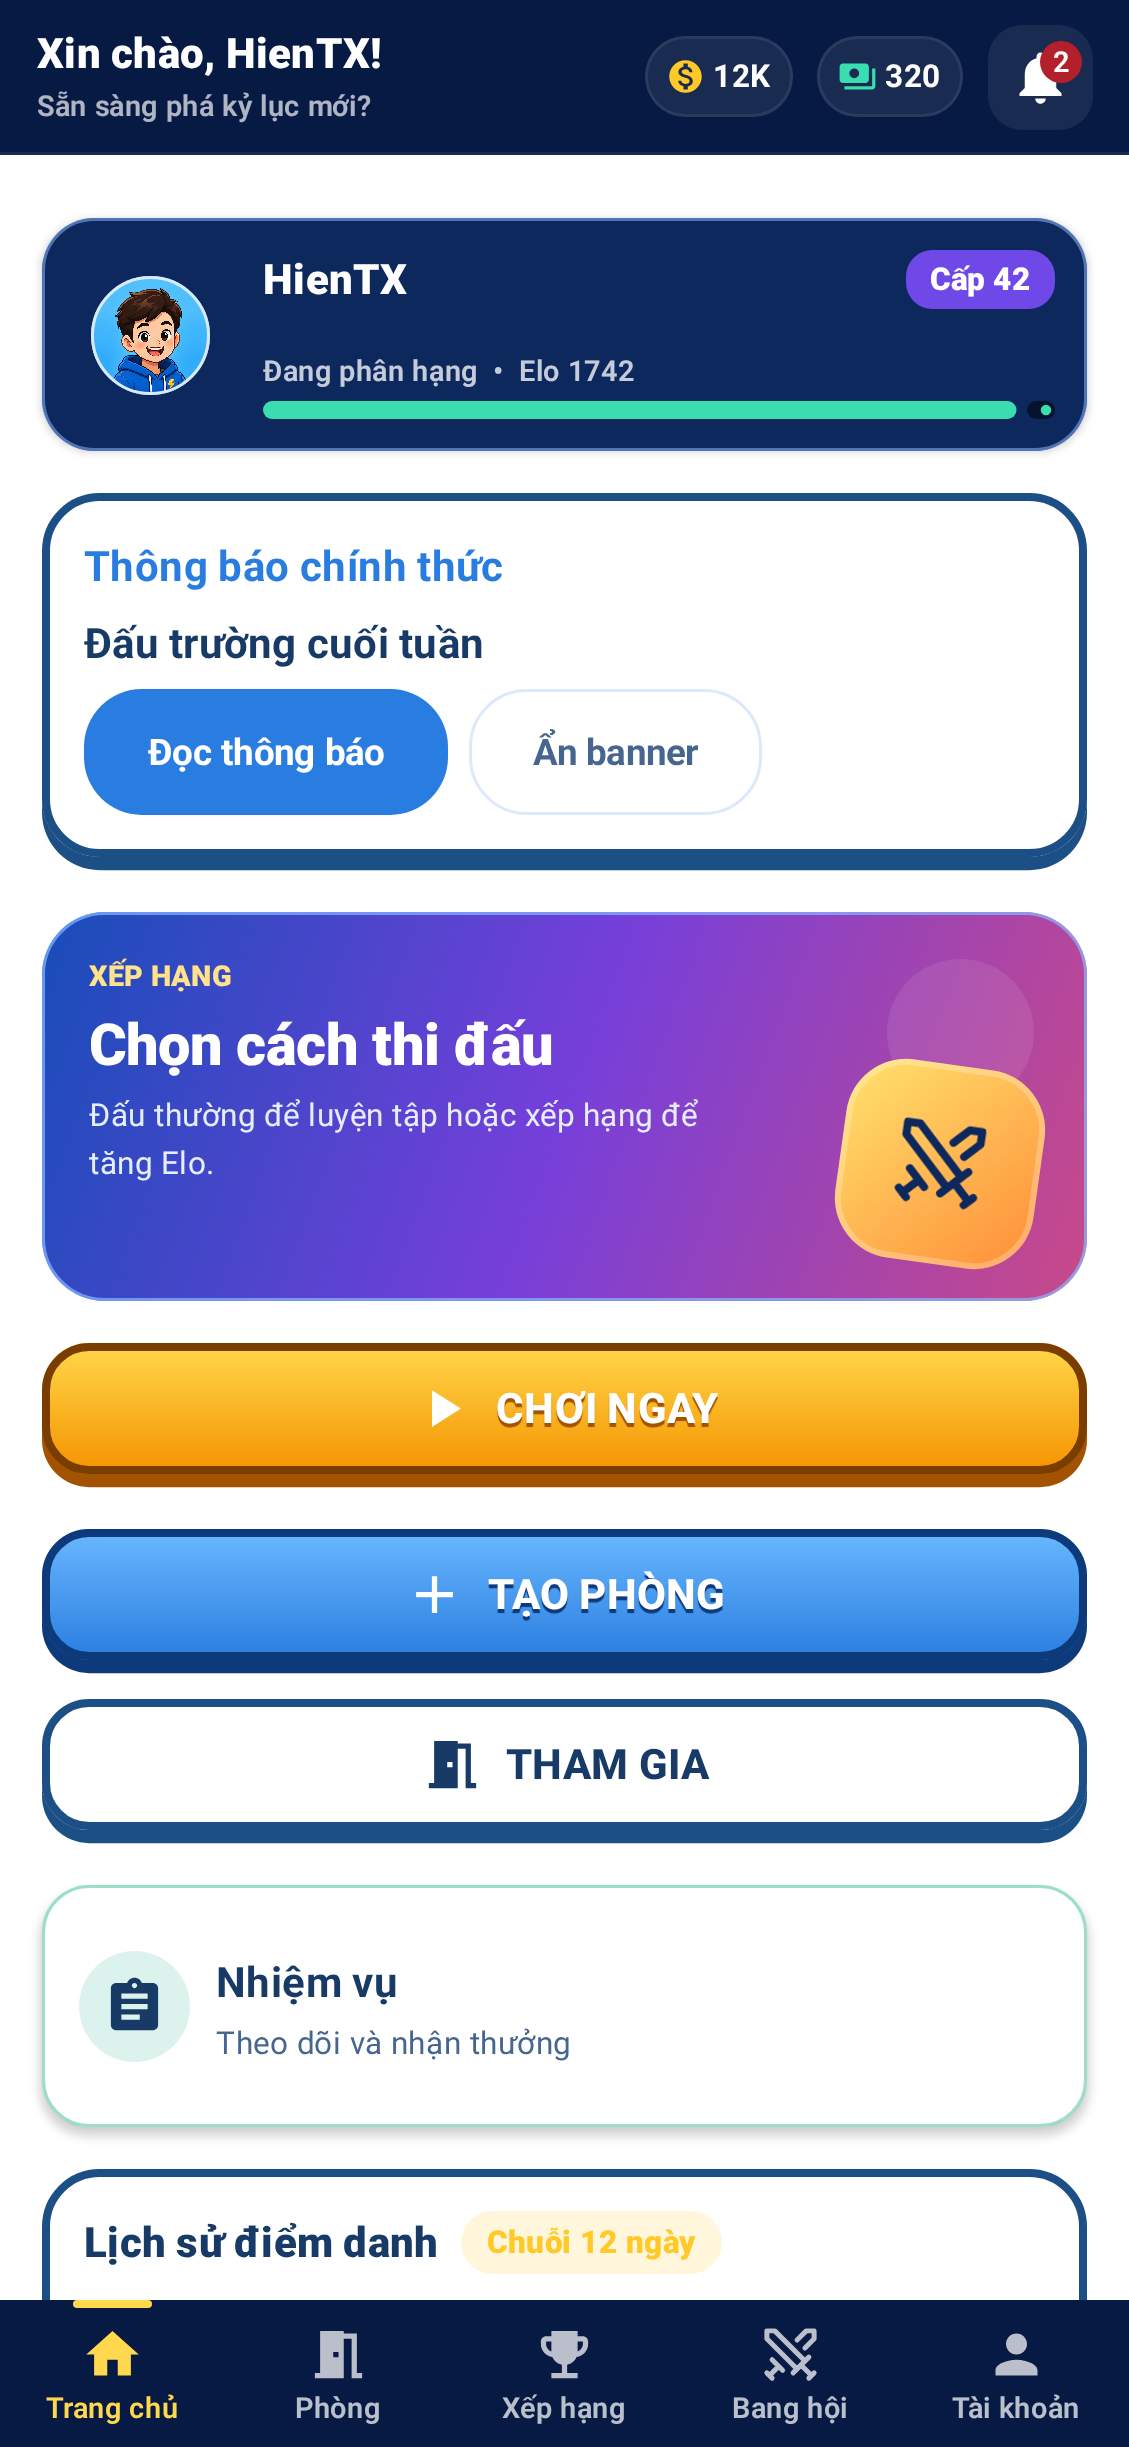 Xin chào, HienTX!
Sẵn sàng phá kỷ lục mới?
12K
320
2
HienTX
Cấp 42
Đang phân hạng • Elo 1742
Thông báo chính thức
Đấu trường cuối tuần
Đọc thông báo
Ẩn banner
XẾP HẠNG
Chọn cách thi đấu
Đấu thường để luyện tập hoặc xếp hạng để
tăng Elo.
CHƠI NGAY
TẠO PHÒNG
THAM GIA
Nhiệm vụ
Theo dõi và nhận thưởng
Lịch sử điểm danh
Chuỗi 12 ngày
Trang chủ
Phòng
Xếp hạng
Bang hội
Tài khoản